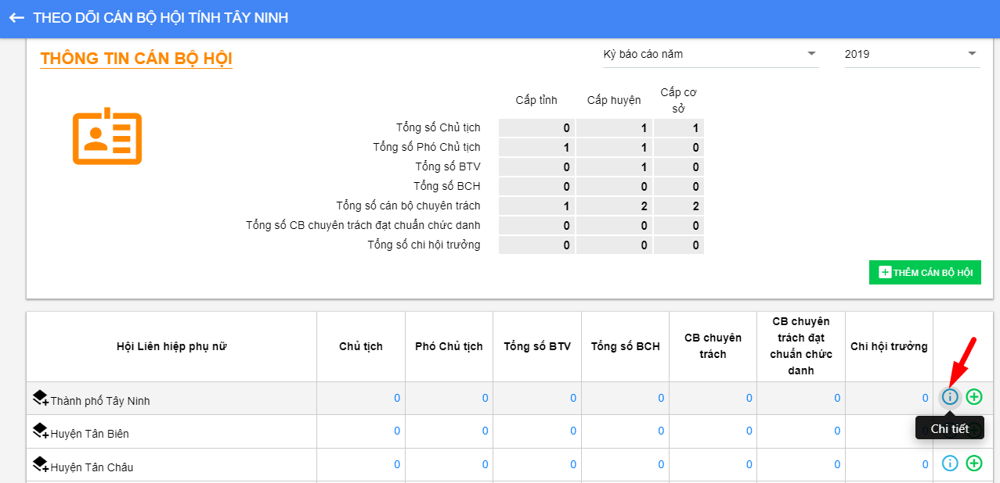 THEO DÕI CÁN BỘ HỘI TỈNH TÂY NINH
THÔNG TIN CÁN BỘ HỘI
Kỳ báo cáo năm
2019
Cấp tỉnh Cấp huyện Cấp cơ sở
Tổng số Chủ tịch 0 1 1
Tổng số Phó Chủ tịch 1 1 0
Tổng số BTV 0 1 0
Tổng số BCH 0 0 0
Tổng số cán bộ chuyên trách 1 2 2
Tổng số CB chuyên trách đạt chuẩn chức danh 0 0 0
Tổng số chi hội trưởng 0 0 0
THÊM CÁN BỘ HỘI
Hội Liên hiệp phụ nữ Chủ tịch Phó Chủ tịch Tổng số BTV Tổng số BCH CB chuyên trách CB chuyên trách đạt chuẩn chức danh Chi hội trưởng
Thành phố Tây Ninh 0 0 0 0 0 0 0
Huyện Tân Biên 0 0 0 0 0 0 0
Chi tiết
Huyện Tân Châu 0 0 0 0 0 0 0